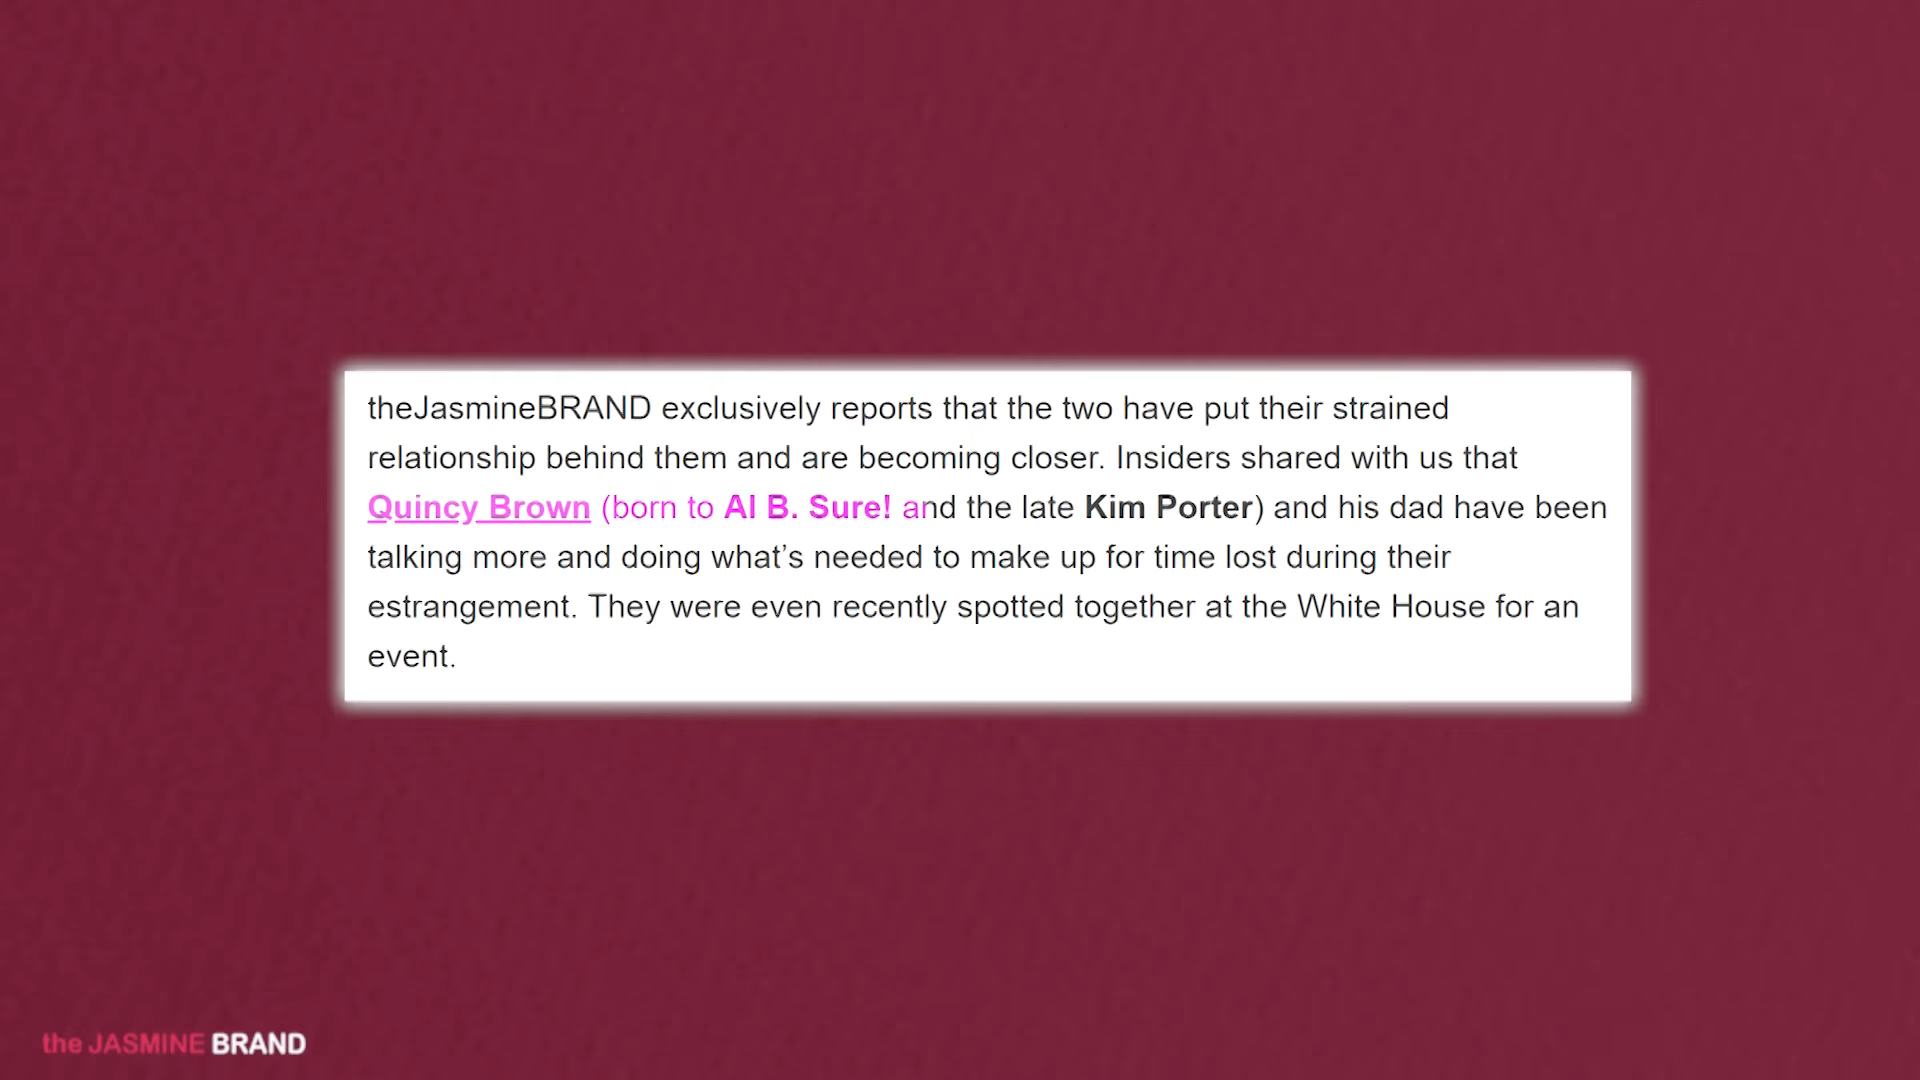 theJasmineBRAND exclusively reports that the two have put their strained
relationship behind them and are becoming closer. Insiders shared with us that
Quincy Brown (born to Al B. Sure! and the late Kim Porter) and his dad have been
talking more and doing what’s needed to make up for time lost during their
estrangement. They were even recently spotted together at the White House for an
event.
the JASMINE BRAND